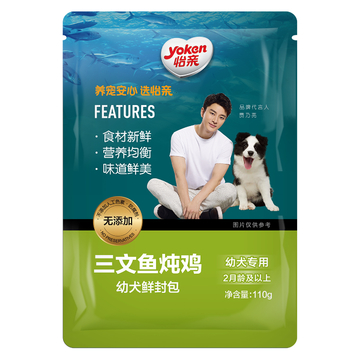 yoken
怡亲
养宠安心 选怡亲
FEATURES
·食材新鲜
·营养均衡
·味道鲜美
品牌代言人
图片仅供参考
无添加
NO PRESERVATIVES
三文鱼炖鸡
幼犬鲜封包
幼犬专用
2月龄及以上
净含量:110g